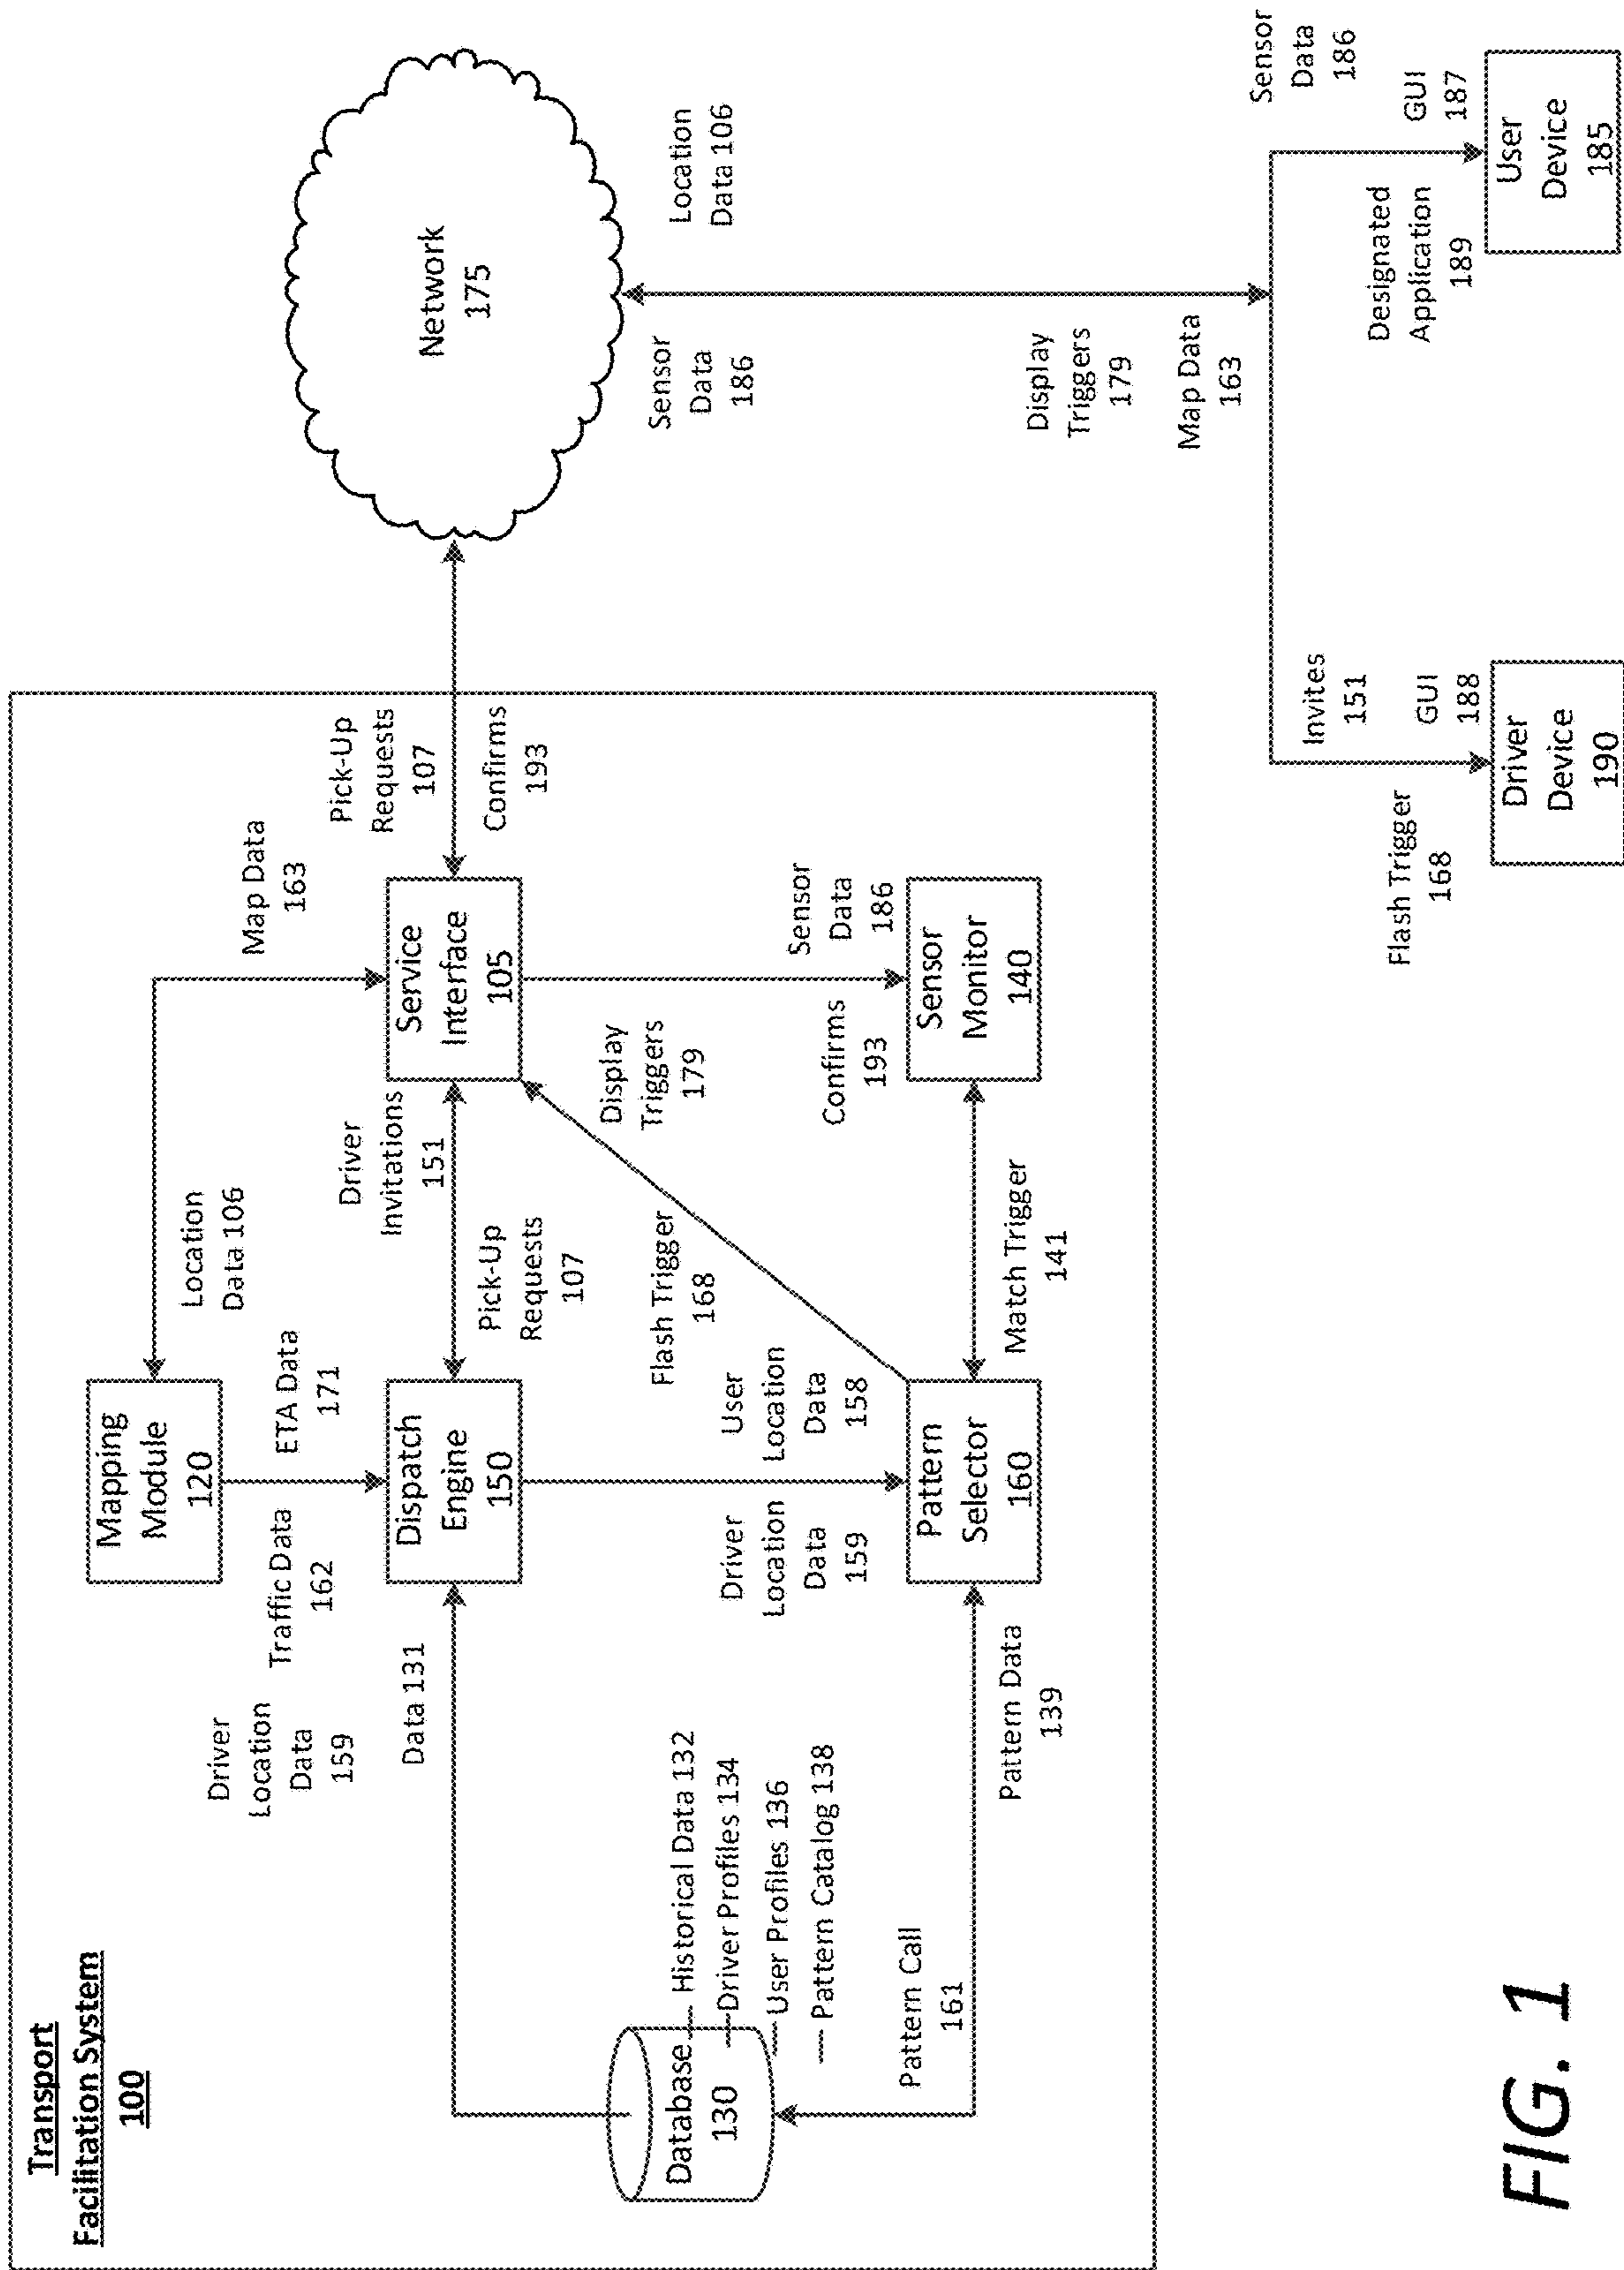 Transport
Facilitation System
100
Mapping
Module
120
Location
Data 106
Map Data
163
Driver
Location
Data
159
Traffic Data
162
ETA Data
171
Data 131
Dispatch
Engine
150
Driver
Invitations
151
Pick-Up
Requests
107
Service
Interface
105
Pick-Up
Requests
107
Confirms
193
Network
175
Database
130
Historical Data 132
Driver Profiles 134
User Profiles 136
Pattern Catalog 138
Driver
Location
Data
159
User
Location
Data
158
Flash Trigger
168
Display
Triggers
179
Confirms
193
Sensor
Data
186
Pattern Call
161
Pattern Data
139
Pattern
Selector
160
Match Trigger
141
Sensor
Monitor
140
Sensor
Data
186
Location
Data 106
Display
Triggers
179
Map Data
163
Flash Trigger
168
Invites
151
GUI
188
Driver
Device
190
Designated
Application
189
Sensor
Data
186
GUI
187
User
Device
185
FIG. 1